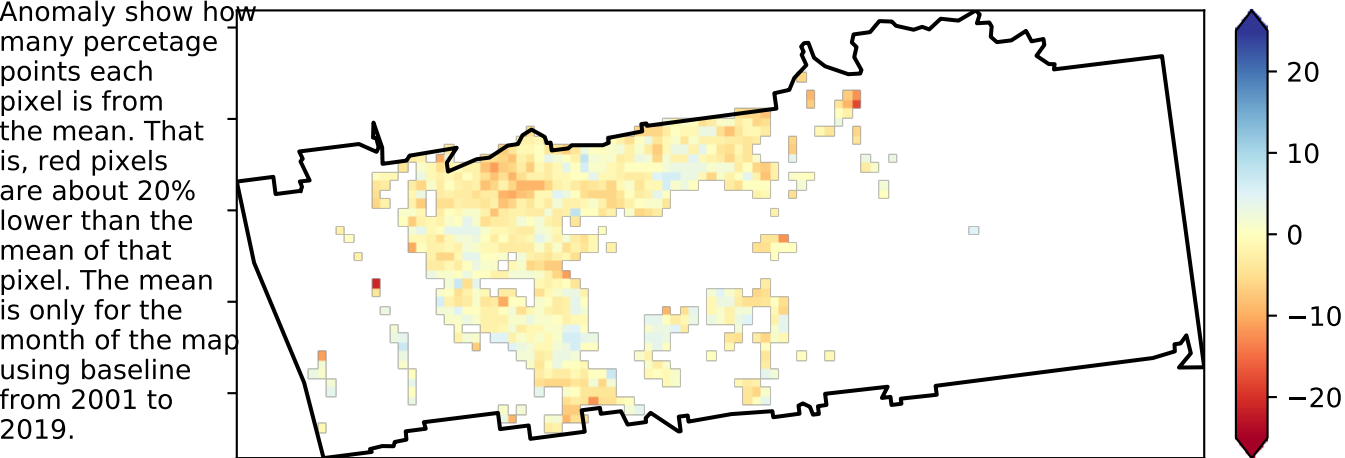 Anomaly show how
many percetage
points each
pixel is from
the mean. That
is, red pixels
are about 20%
lower than the
mean of that
pixel. The mean
is only for the
month of the map
using baseline
from 2001 to
2019.
20
10
0
−10
−20